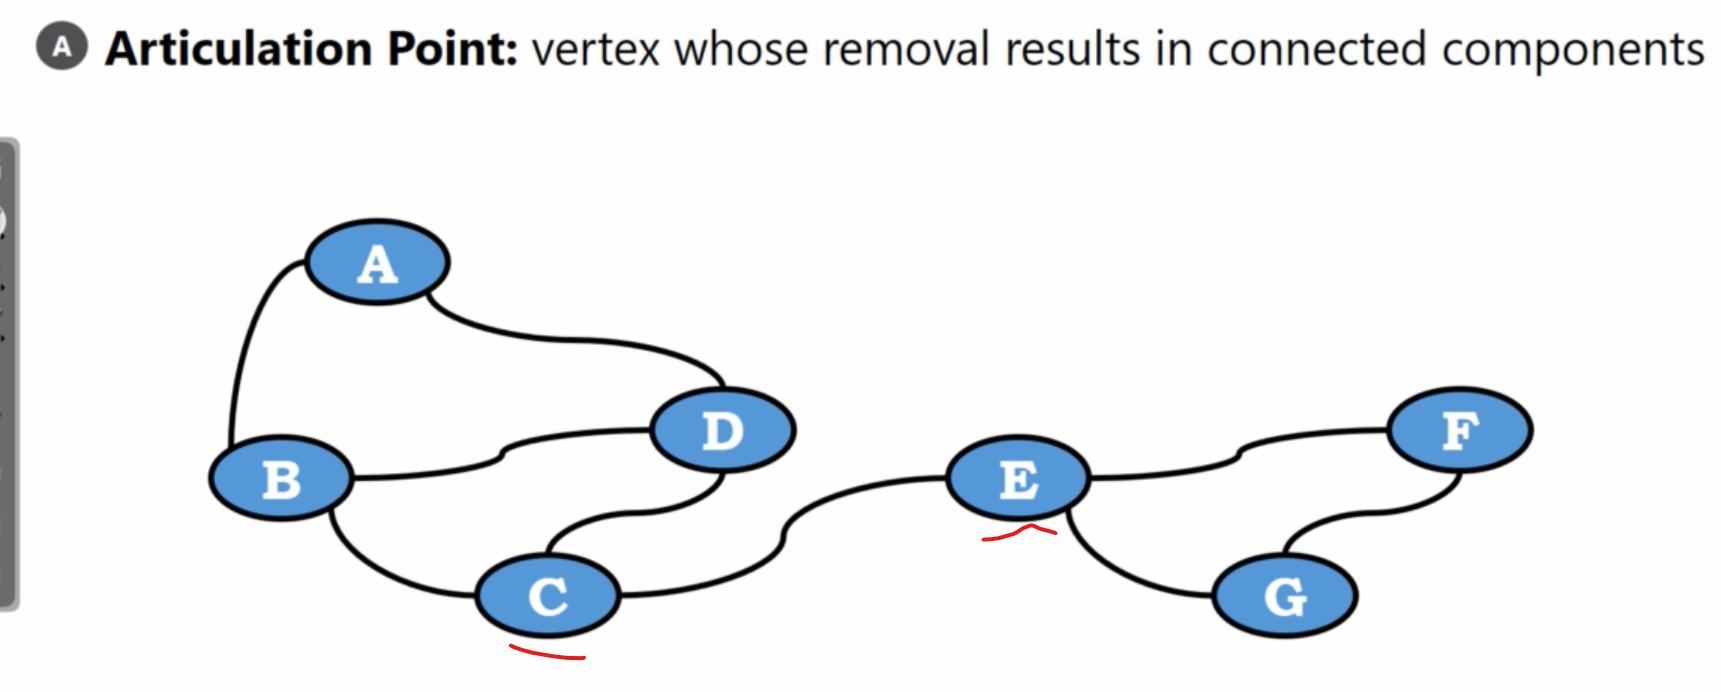 A Articulation Point: vertex whose removal results in connected components
A
D
F
B
E
C
G